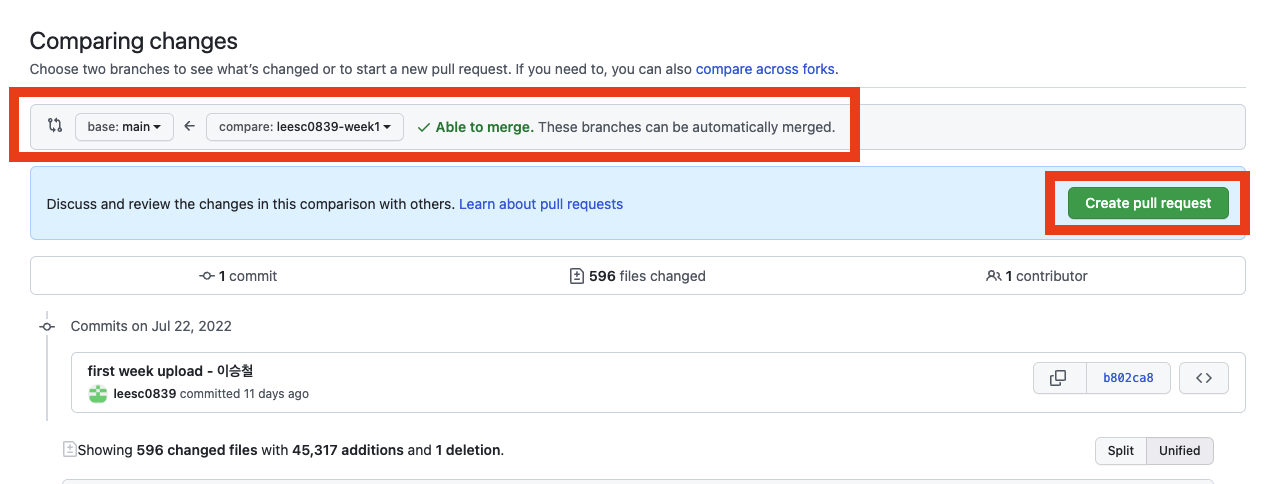 Comparing changes
Choose two branches to see what's changed or to start a new pull request. If you need to, you can also compare across forks.
base: main compare: leesc0839-week1 Able to merge. These branches can be automatically merged.
Discuss and review the changes in this comparison with others. Learn about pull requests Create pull request
1 commit 596 files changed 1 contributor
Commits on Jul 22, 2022
first week upload - 이승철
leesc0839 committed 11 days ago b802ca8
Showing 596 changed files with 45,317 additions and 1 deletion. Split Unified